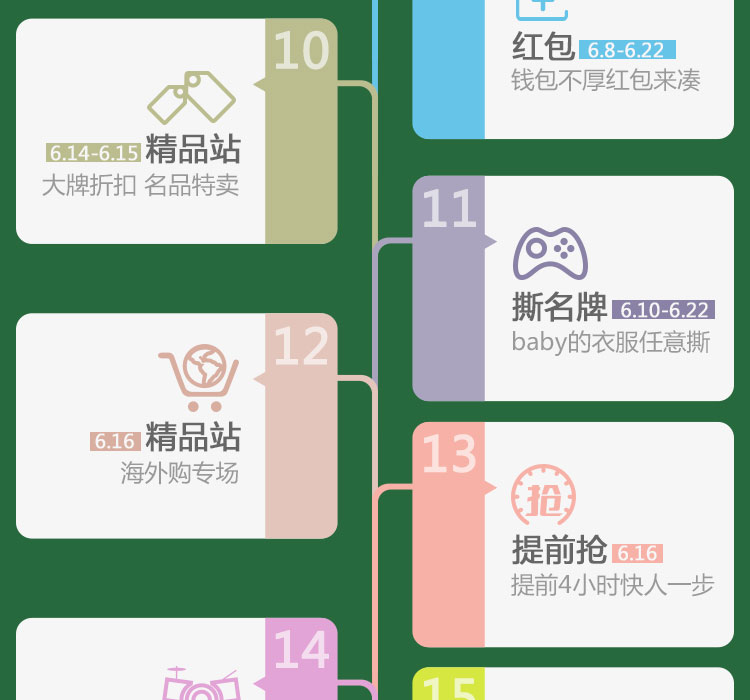 红包 6.8-6.22
钱包不厚红包来凑
10
6.14-6.15 精品站
大牌折扣 名品特卖
11
撕名牌 6.10-6.22
baby的衣服任意撕
12
6.16 精品站
海外购专场
13
抢
提前抢 6.16
提前4小时快人一步
14
15